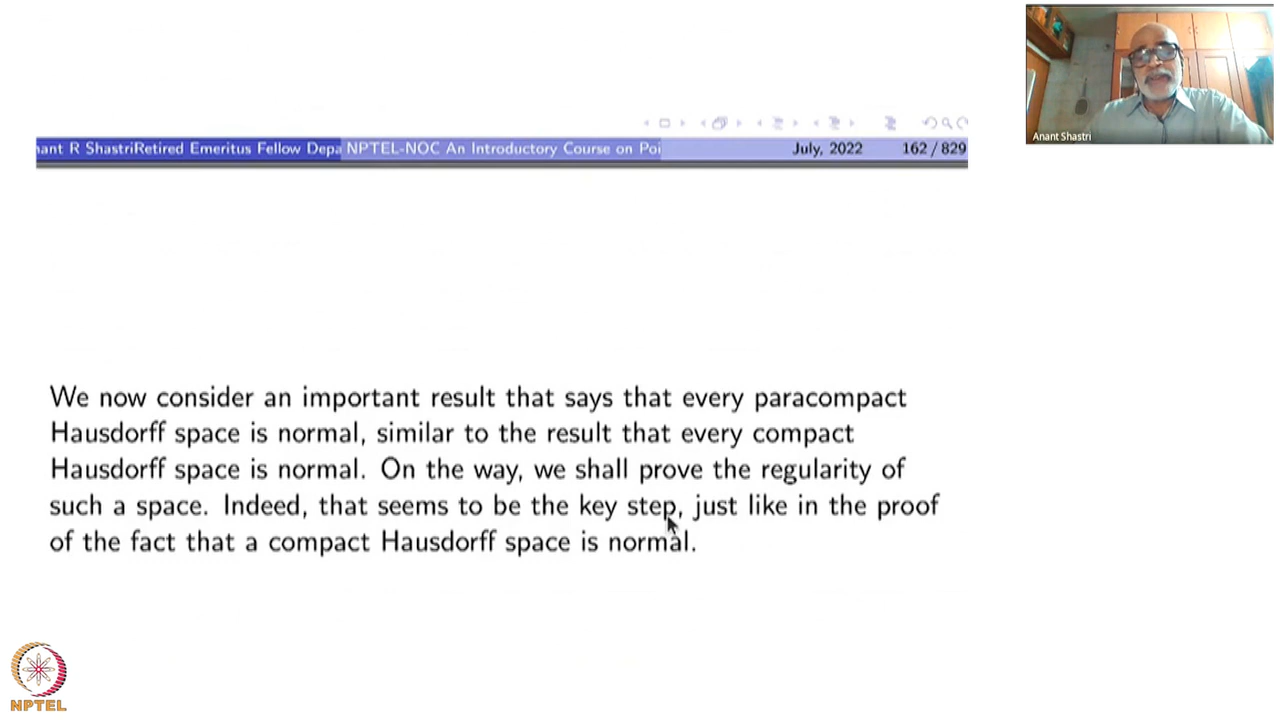 Anant Shastri
ant R ShastriRetired Emeritus Fellow Depa NPTEL-NOC An Introductory Course on Poi July, 2022 162 / 829
We now consider an important result that says that every paracompact
Hausdorff space is normal, similar to the result that every compact
Hausdorff space is normal. On the way, we shall prove the regularity of
such a space. Indeed, that seems to be the key step, just like in the proof
of the fact that a compact Hausdorff space is normal.
NPTEL